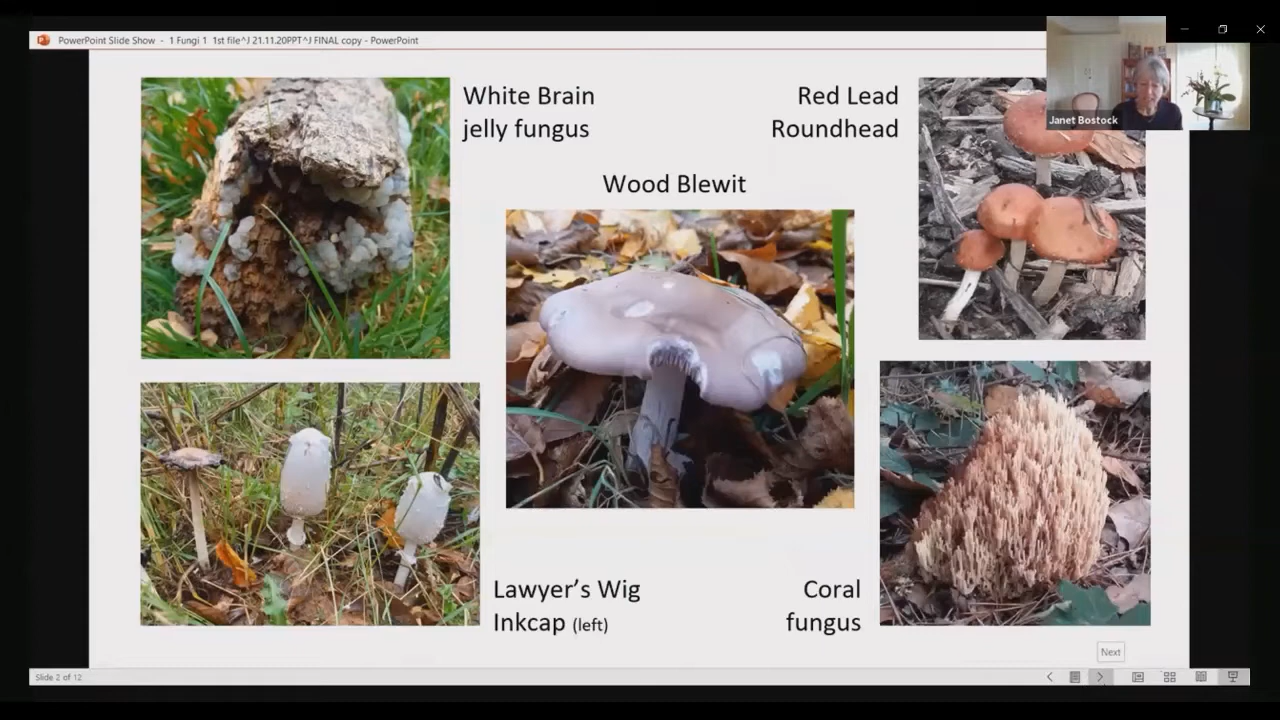 PowerPoint Slide Show - 1 Fungi 1 1st file^J 21.11.20PPT^J FINAL copy - PowerPoint
Janet Bostock
White Brain
jelly fungus
Red Lead
Roundhead
Wood Blewit
Lawyer's Wig
Inkcap (left)
Coral
fungus
Next
Slide 2 of 12